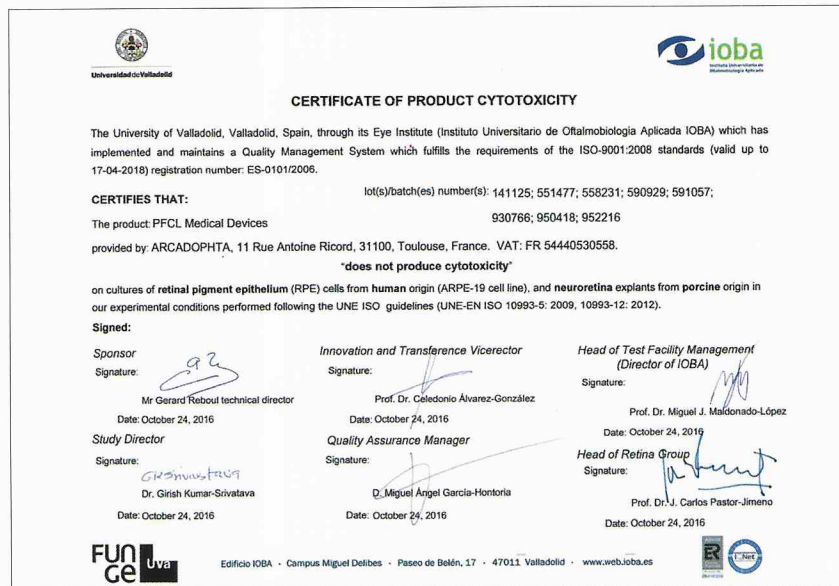 Universidad de Valladolid
ioba
Instituto Universitario de
Oftalmobiología Aplicada
CERTIFICATE OF PRODUCT CYTOTOXICITY
The University of Valladolid, Valladolid, Spain, through its Eye Institute (Instituto Universitario de Oftalmobiologia Aplicada IOBA) which has
implemented and maintains a Quality Management System which fulfills the requirements of the ISO-9001:2008 standards (valid up to
17-04-2018) registration number: ES-0101/2006.
CERTIFIES THAT:
lot(s)/batch(es) number(s): 141125; 551477; 558231; 590929; 591057;
930766; 950418; 952216
The product: PFCL Medical Devices
provided by: ARCADOPHTA, 11 Rue Antoine Ricord, 31100, Toulouse, France. VAT: FR 54440530558.
"does not produce cytotoxicity"
on cultures of retinal pigment epithelium (RPE) cells from human origin (ARPE-19 cell line), and neuroretina explants from porcine origin in
our experimental conditions performed following the UNE ISO guidelines (UNE-EN ISO 10993-5: 2009, 10993-12: 2012).
Signed:
Sponsor
Signature:
Mr Gerard Reboul technical director
Date: October 24, 2016
Innovation and Transference Vicerector
Signature:
Prof. Dr. Celedonio Álvarez-González
Date: October 24, 2016
Head of Test Facility Management
(Director of IOBA)
Signature:
Prof. Dr. Miguel J. Maldonado-López
Date: October 24, 2016
Study Director
Signature:
Dr. Girish Kumar-Srivatava
Date: October 24, 2016
Quality Assurance Manager
Signature:
D. Miguel Ángel García-Hontoria
Date: October 24, 2016
Head of Retina Group
Signature:
Prof. Dr. J. Carlos Pastor-Jimeno
Date: October 24, 2016
FUNGE Uva
Edificio IOBA · Campus Miguel Delibes · Paseo de Belén, 17 · 47011 Valladolid · www.web.ioba.es
ER
IQNet